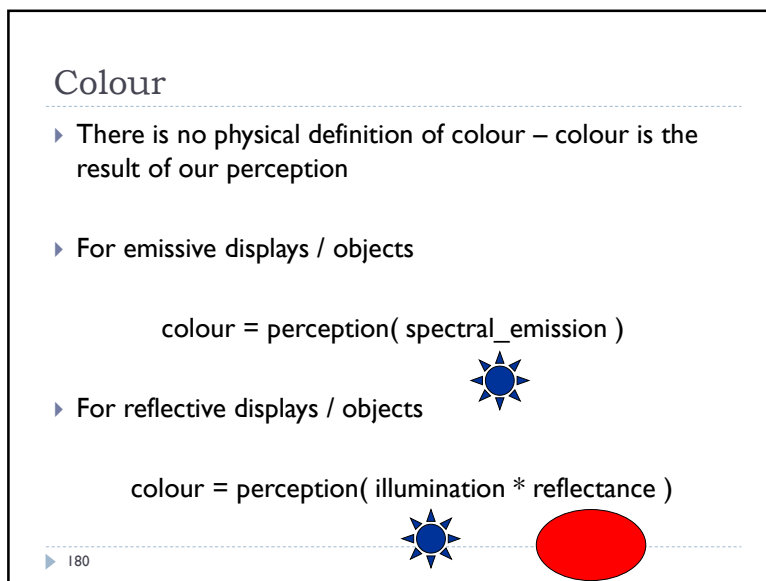 Colour
There is no physical definition of colour – colour is the
result of our perception
For emissive displays / objects
colour = perception( spectral_emission )
For reflective displays / objects
colour = perception( illumination * reflectance )
180